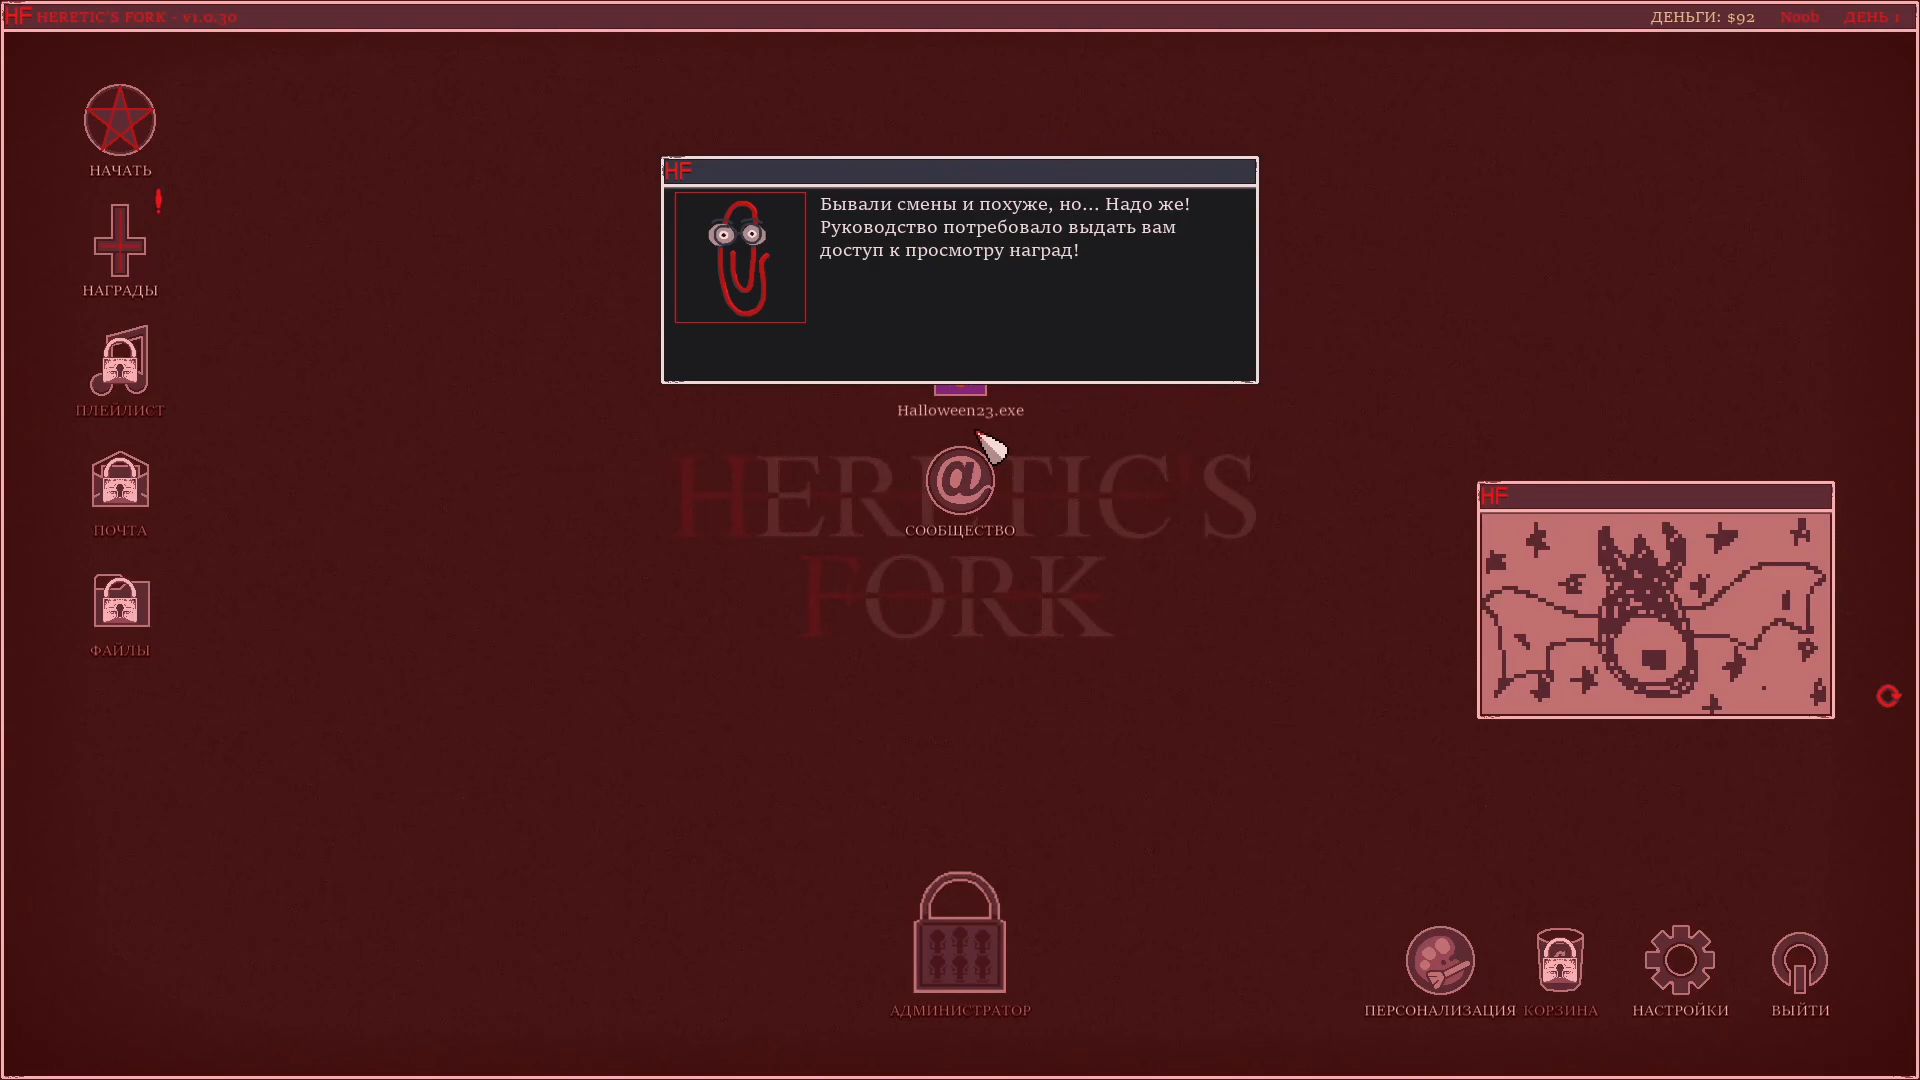 HF HERETIC'S FORK - v1.0.30
ДЕНЬГИ: $92 Noob ДЕНЬ 1
НАЧАТЬ
НАГРАДЫ
ПЛЕЙЛИСТ
ПОЧТА
ФАЙЛЫ
HF
Бывали смены и похуже, но... Надо же!
Руководство потребовало выдать вам
доступ к просмотру наград!
Halloween23.exe
СООБЩЕСТВО
HERETIC'S
FORK
HF
АДМИНИСТРАТОР
ПЕРСОНАЛИЗАЦИЯ
КОРЗИНА
НАСТРОЙКИ
ВЫЙТИ